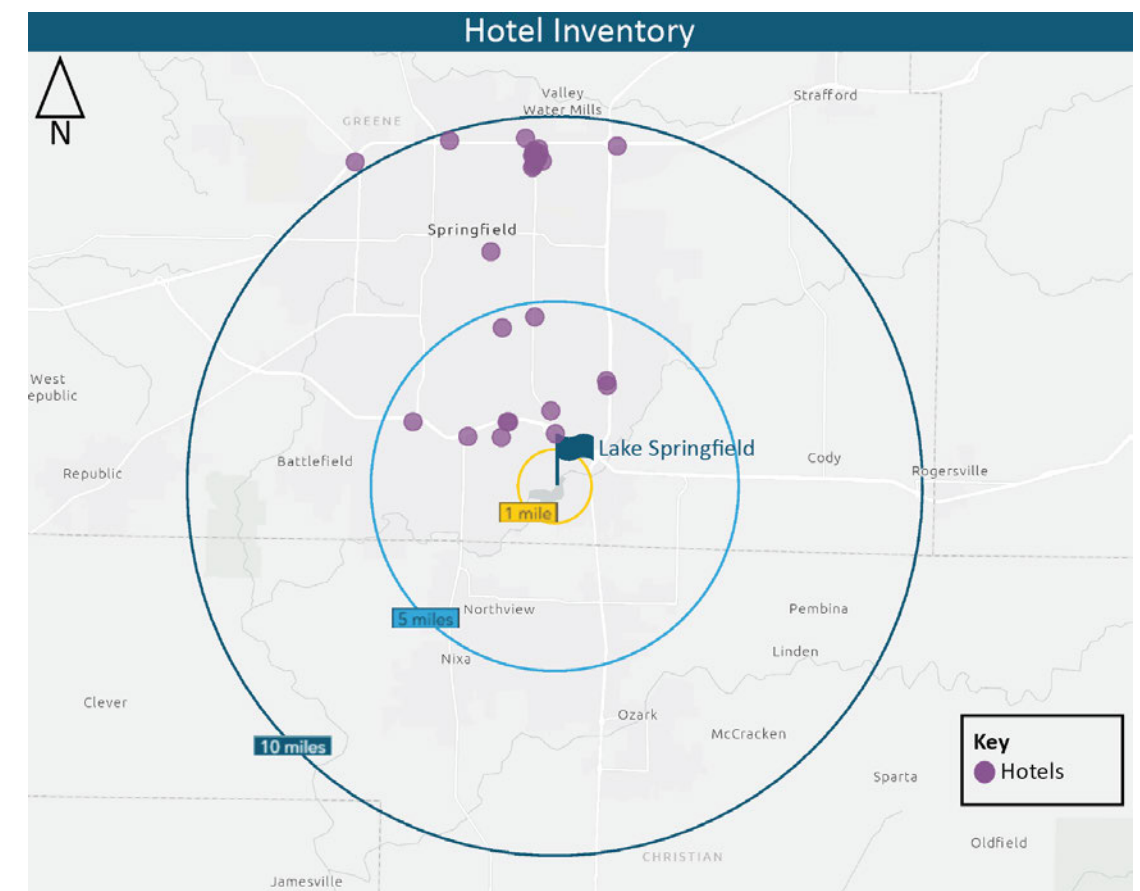 Hotel Inventory
N
Valley
Water Mills
Strafford
GREENE
Springfield
West
epublic
Republic
Battlefield
Lake Springfield
Cody
Rogersville
1 mile
5 miles
Northview
Pembina
Nixa
Linden
Clever
Ozark
McCracken
10 miles
Sparta
Key
Hotels
Oldfield
CHRISTIAN
Jamesville